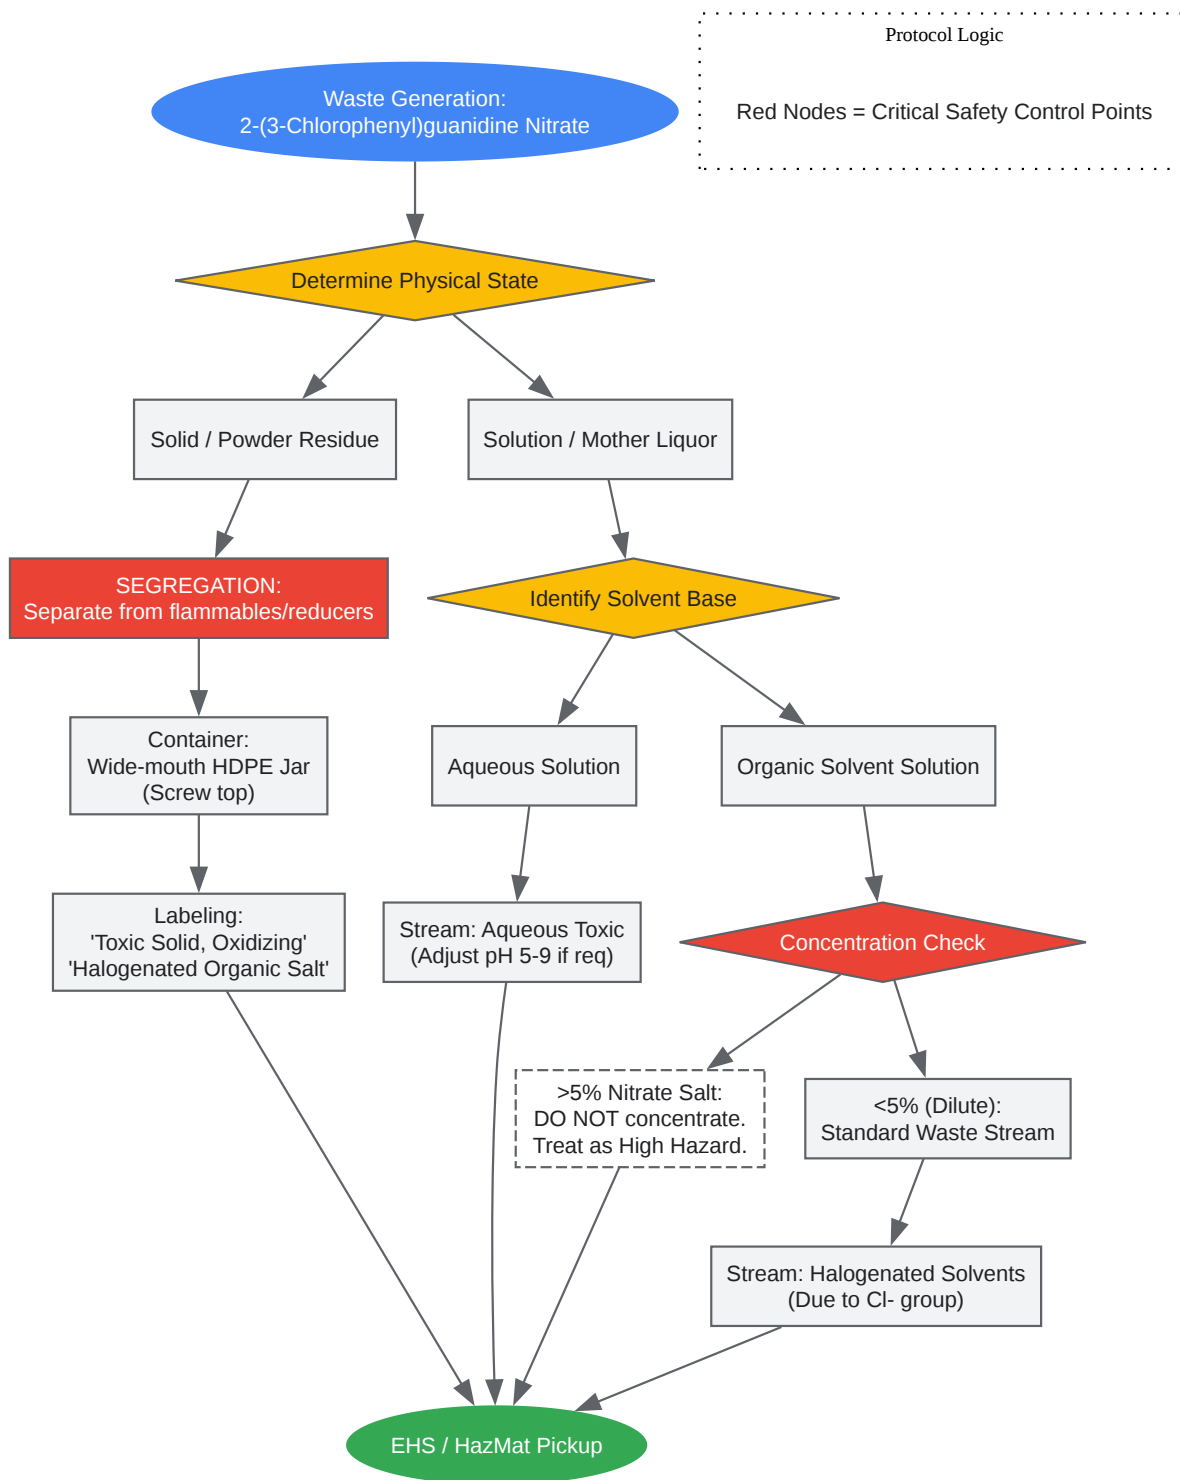 Protocol Logic
Red Nodes = Critical Safety Control Points
Waste Generation:
2-(3-Chlorophenyl)guanidine Nitrate
Determine Physical State
Solid / Powder Residue
Solution / Mother Liquor
SEGREGATION:
Separate from flammables/reducers
Identify Solvent Base
Container:
Wide-mouth HDPE Jar
(Screw top)
Aqueous Solution
Organic Solvent Solution
Labeling:
'Toxic Solid, Oxidizing'
'Halogenated Organic Salt'
Stream: Aqueous Toxic
(Adjust pH 5-9 if req)
Concentration Check
>5% Nitrate Salt:
DO NOT concentrate.
Treat as High Hazard.
<5% (Dilute):
Standard Waste Stream
Stream: Halogenated Solvents
(Due to Cl- group)
EHS / HazMat Pickup